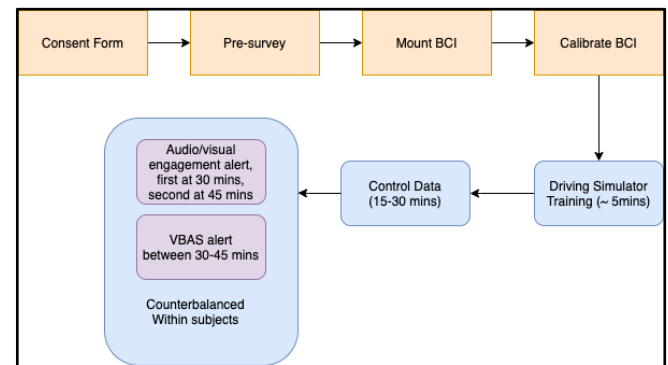 Consent Form
Pre-survey
Mount BCI
Calibrate BCI
Driving Simulator
Training (~ 5mins)
Control Data
(15-30 mins)
Audio/visual
engagement alert,
first at 30 mins,
second at 45 mins
VBAS alert
between 30-45 mins
Counterbalanced
Within subjects